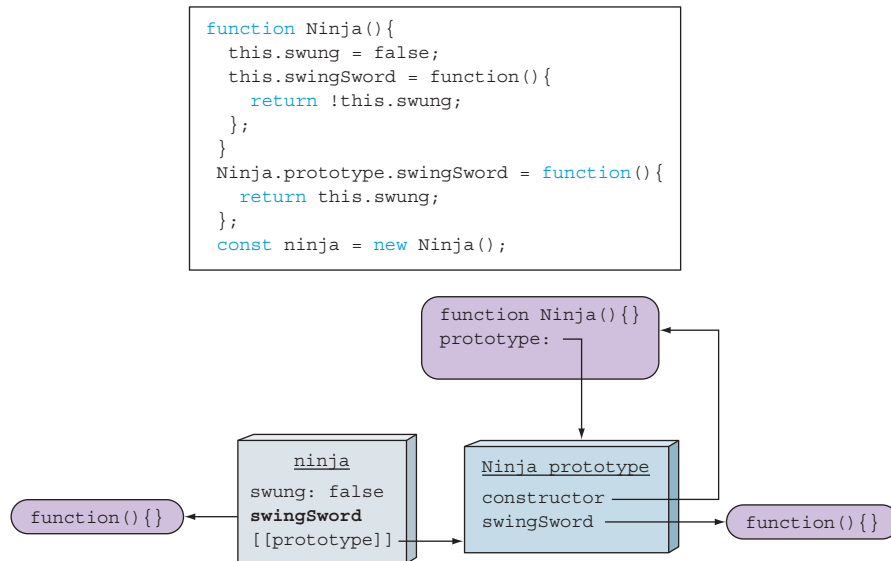 function Ninja(){
this.swung = false;
this.swingSword = function(){
return !this.swung;
};
}
Ninja.prototype.swingSword = function(){
return this.swung;
};
const ninja = new Ninja();
function Ninja(){}
prototype:
ninja
swung: false
swingSword
[[prototype]]
function(){}
Ninja prototype
constructor
swingSword
function(){}